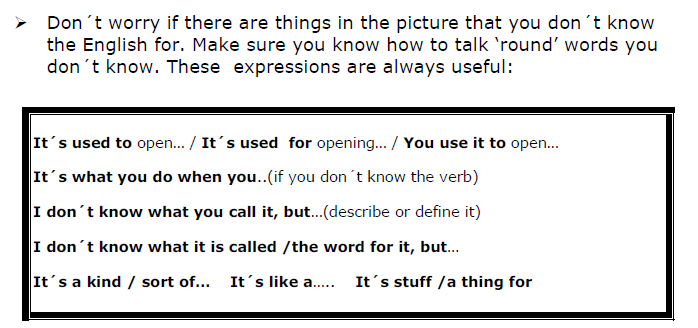 ➢ Don´t worry if there are things in the picture that you don´t know
the English for. Make sure you know how to talk ‘round’ words you
don´t know. These  expressions are always useful:
It´s used to open... / It´s used  for opening... / You use it to open...
It´s what you do when you..(if you don´t know the verb)
I don´t know what you call it, but...(describe or define it)
I don´t know what it is called /the word for it, but...
It´s a kind / sort of...   It´s like a.....   It´s stuff /a thing for